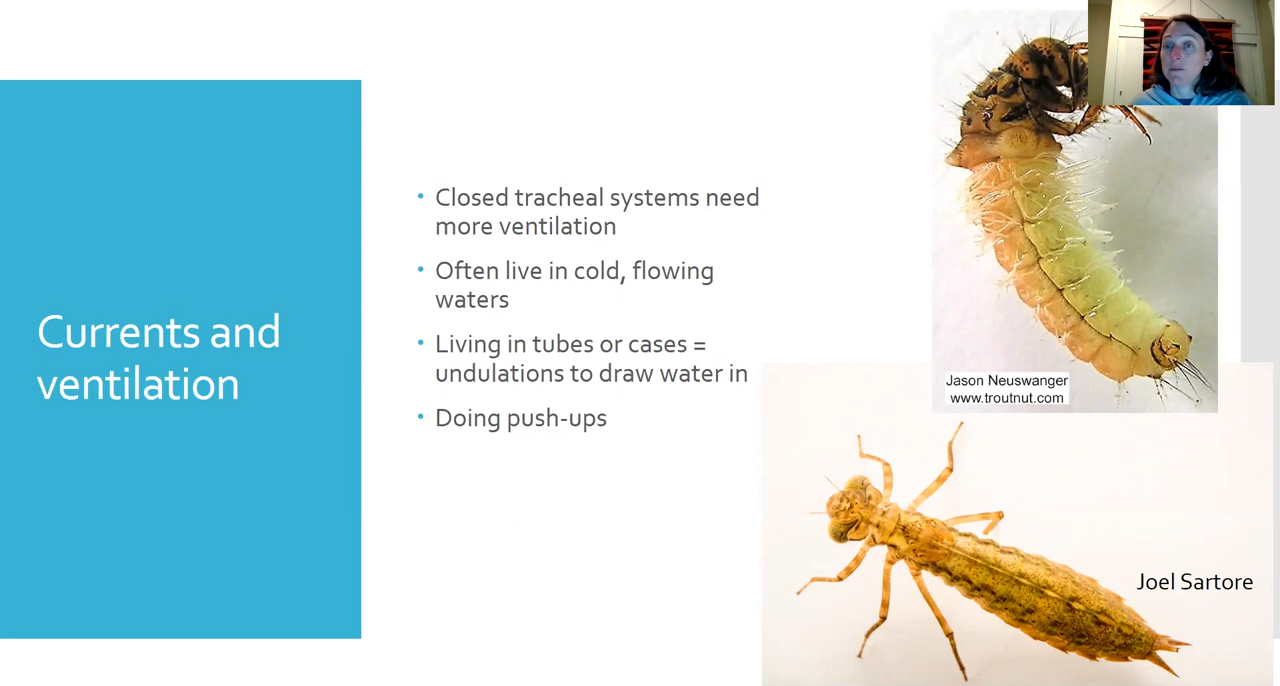 Currents and
ventilation
• Closed tracheal systems need
more ventilation
• Often live in cold, flowing
waters
• Living in tubes or cases =
undulations to draw water in
• Doing push-ups
Jason Neuswanger
www.troutnut.com
Joel Sartore